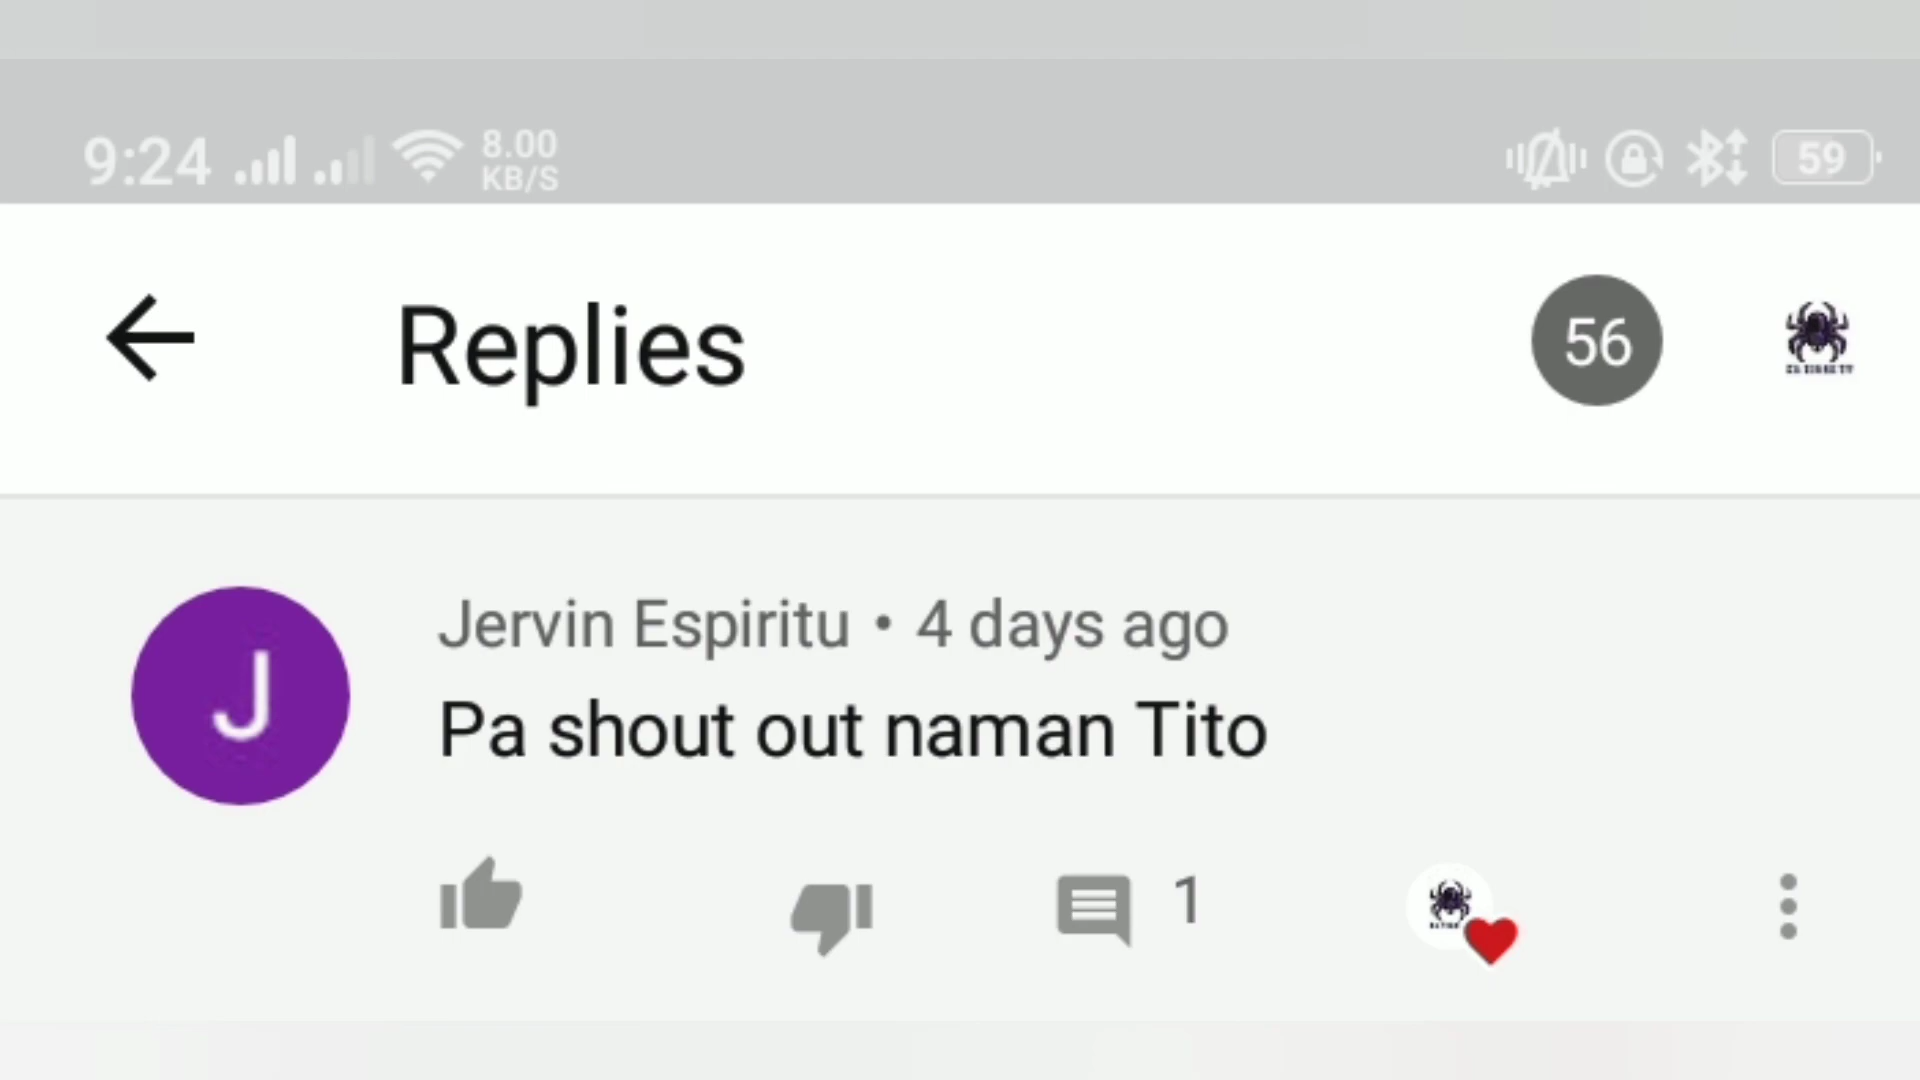 9:24 8.00 KB/S 59
Replies 56
J
Jervin Espiritu • 4 days ago
Pa shout out naman Tito
1